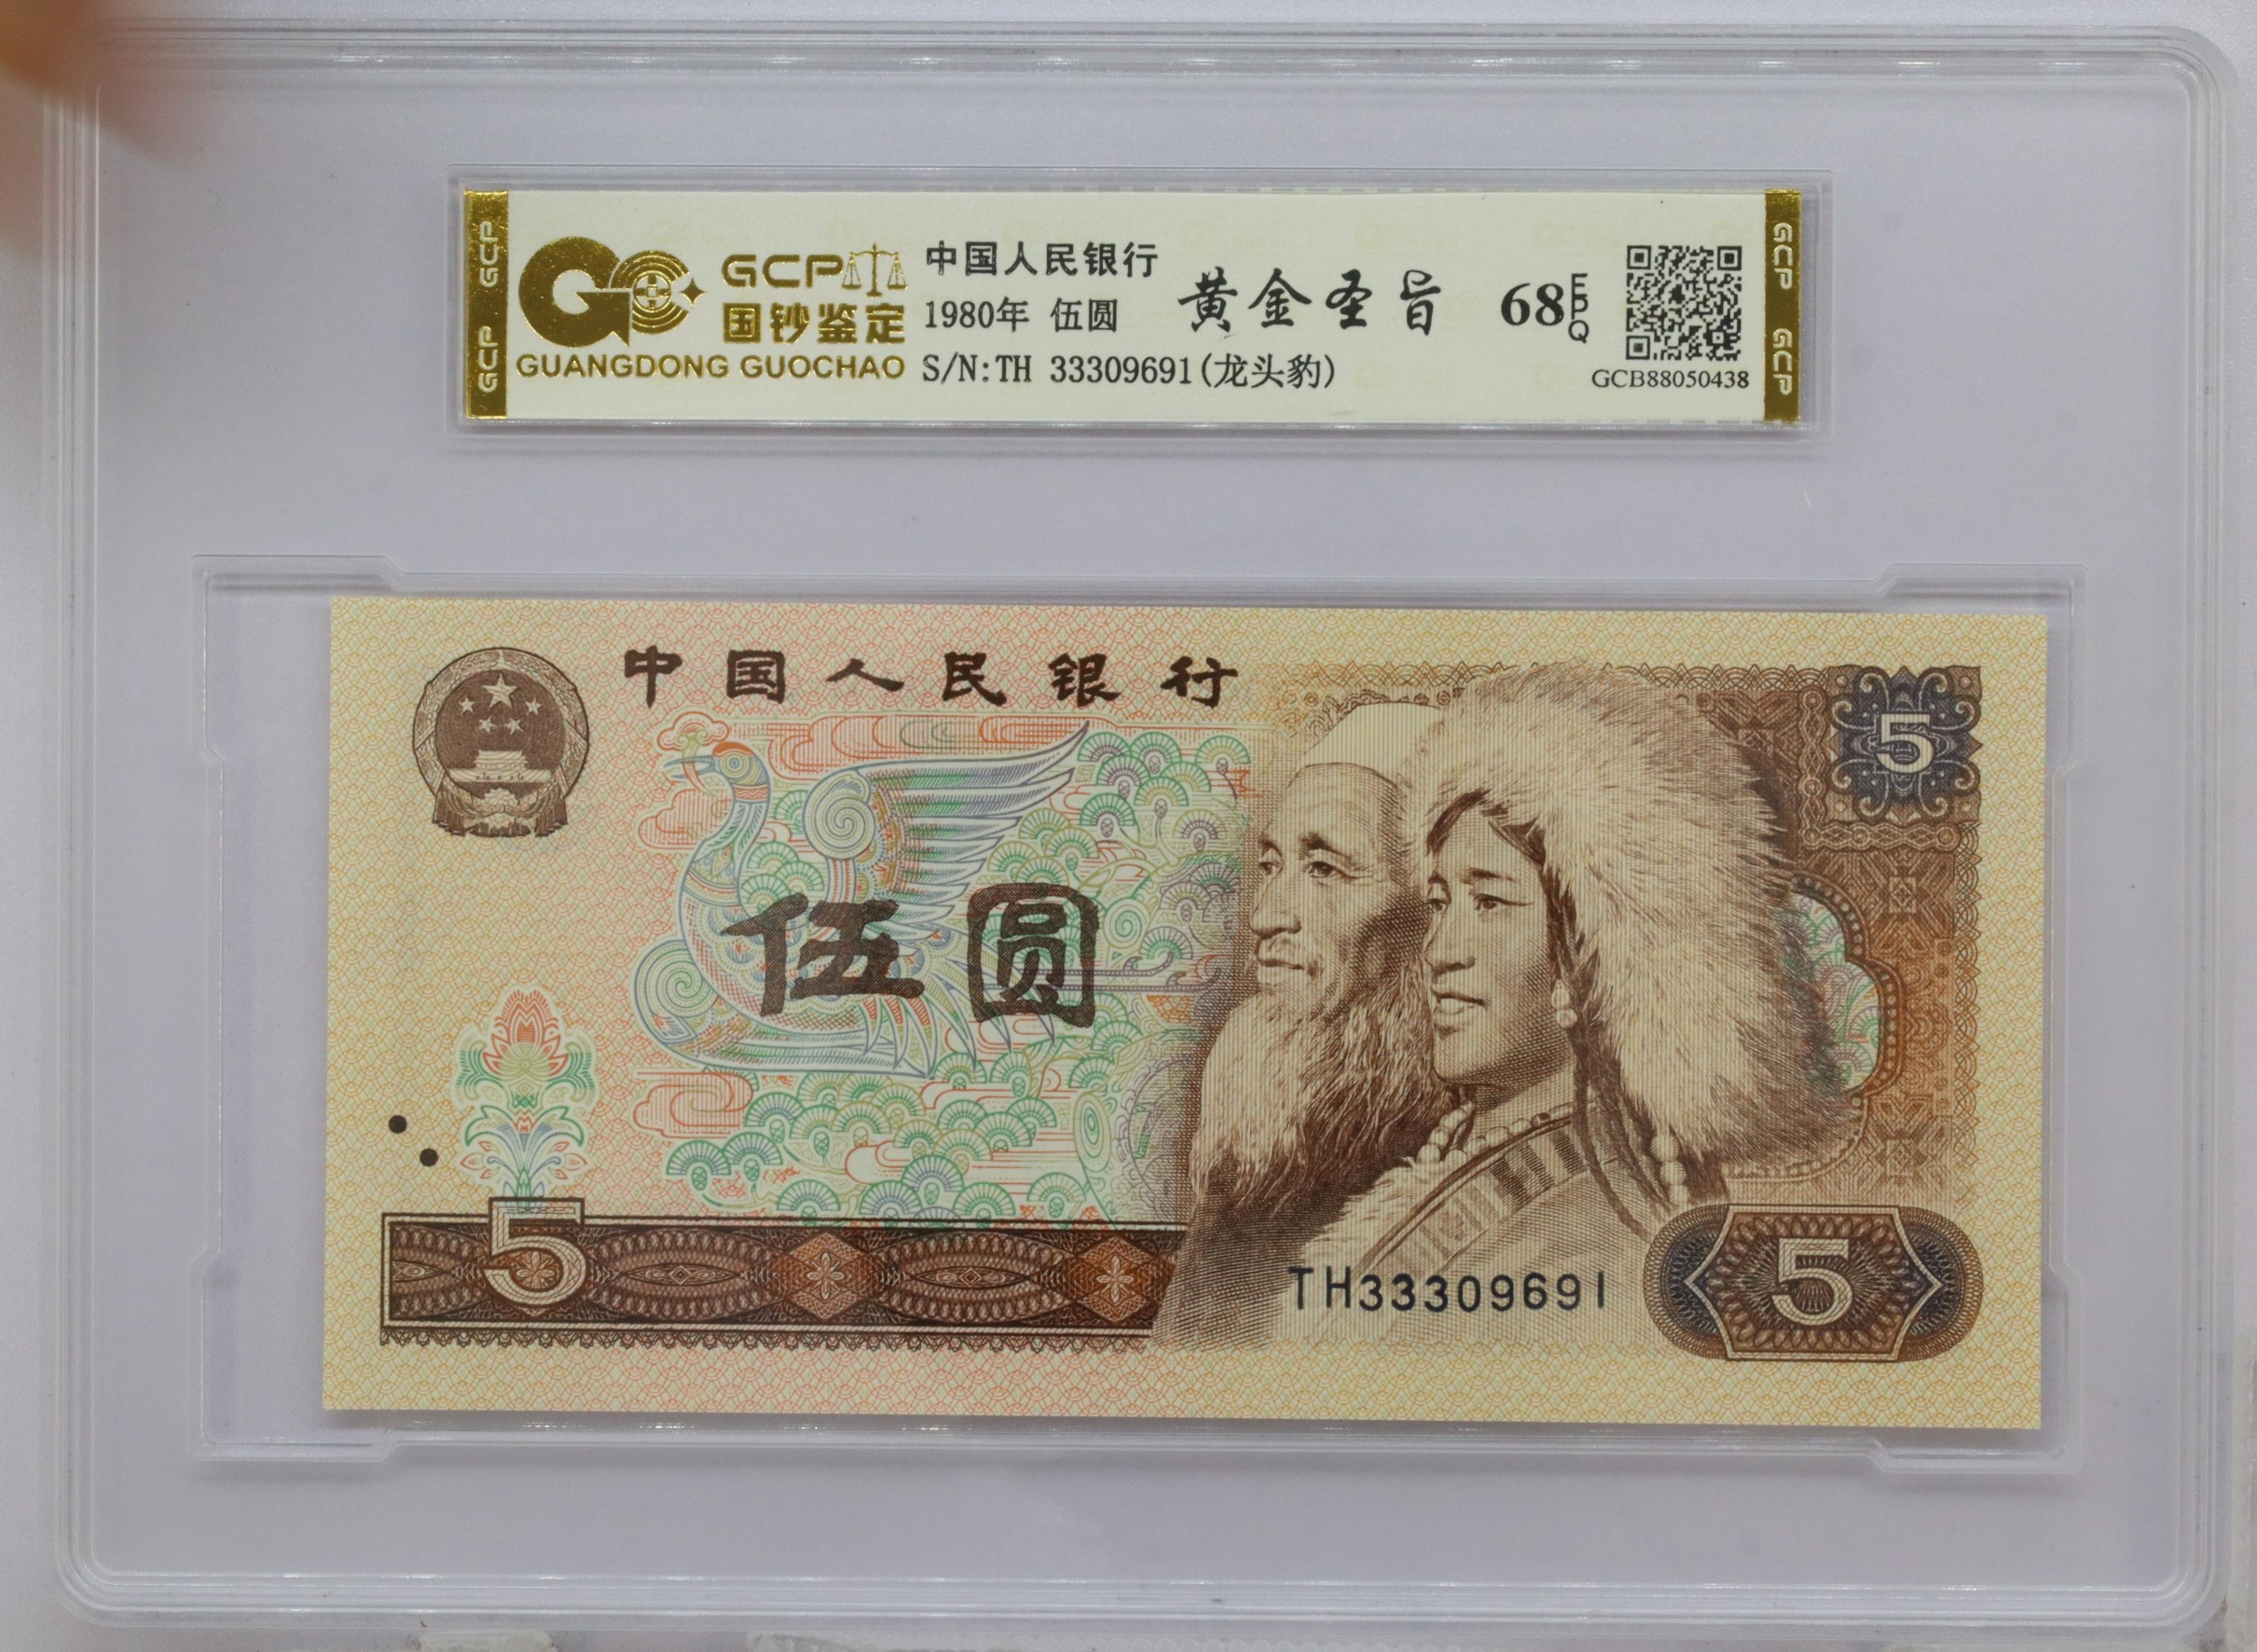 GCP GCP
GCP
国钞鉴定
GUANGDONG GUOCHAO
中国人民银行
1980年 伍圆
S/N:TH 33309691(龙头豹)
黄金圣旨
68 EPQ
GCB88050438
GCP GCP
中国人民银行
5
伍圆
5
TH33309691
5